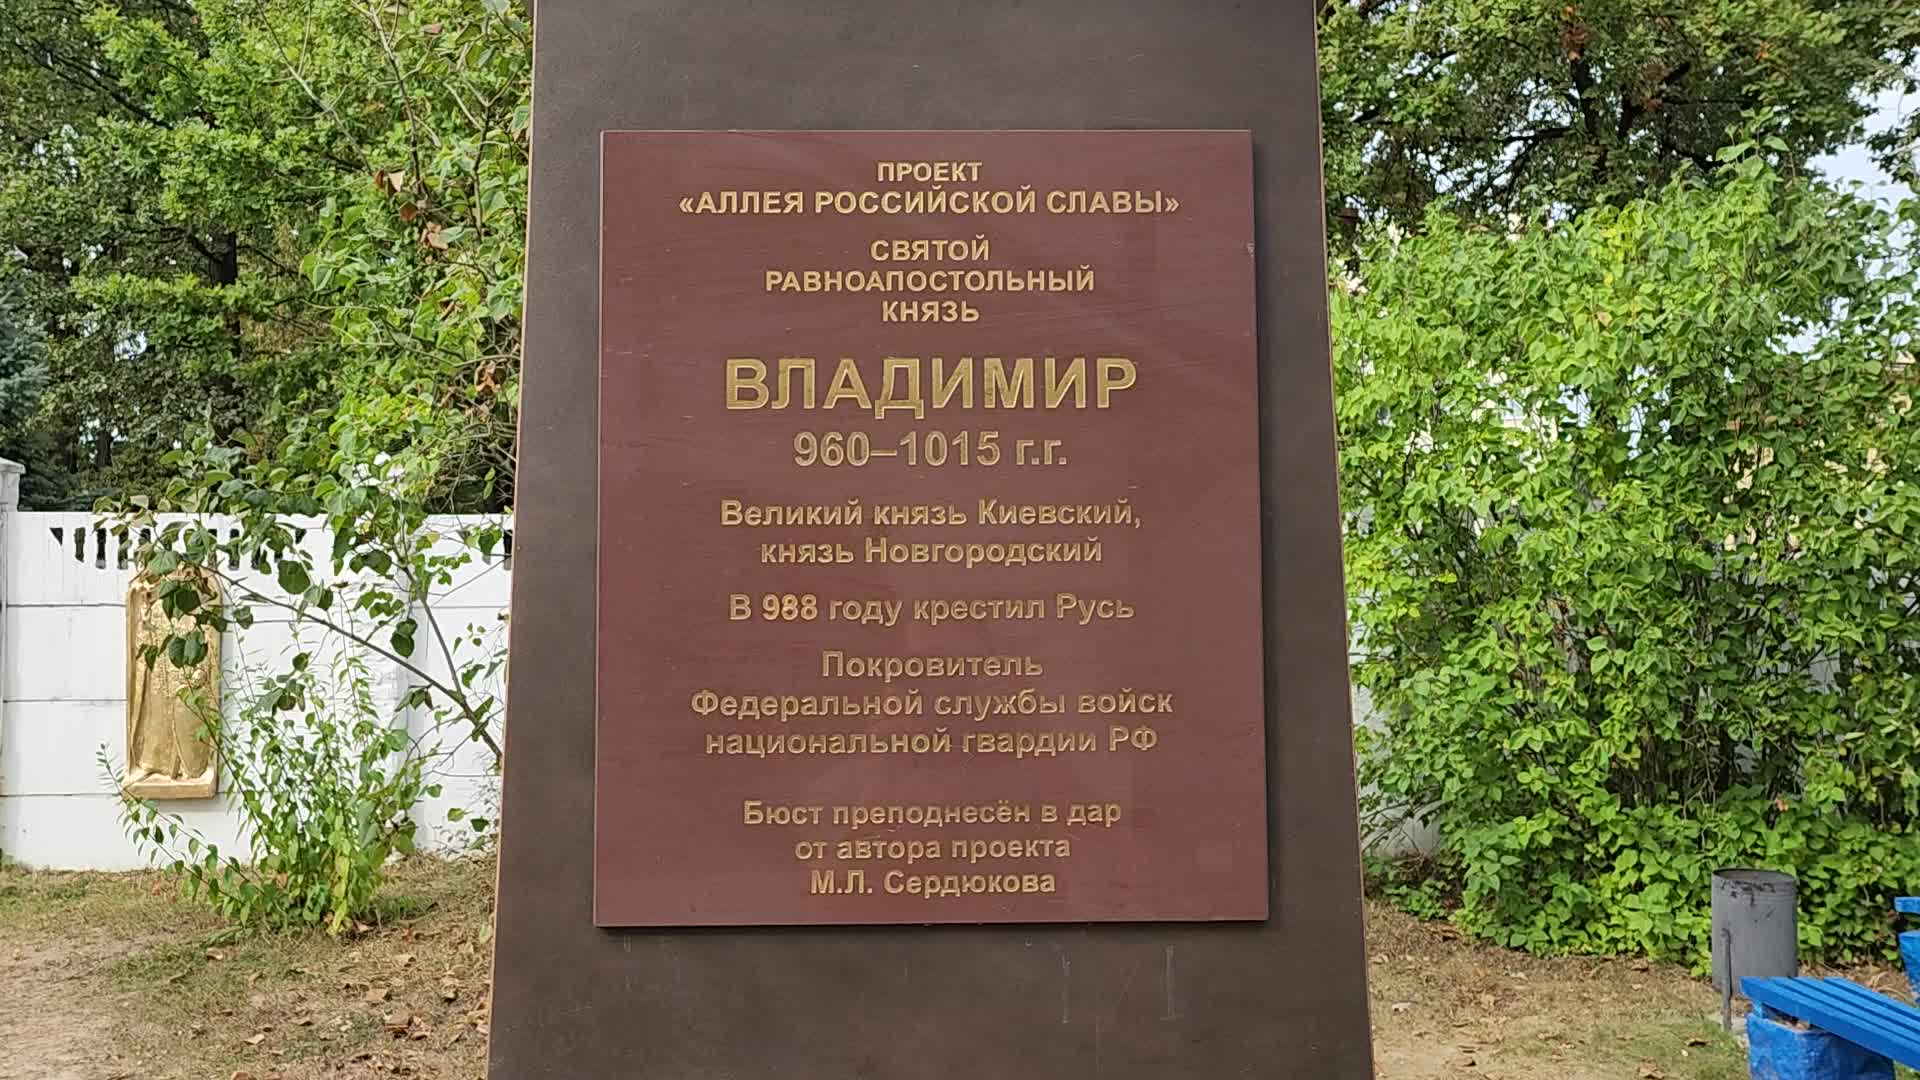 ПРОЕКТ
«АЛЛЕЯ РОССИЙСКОЙ СЛАВЫ»
СВЯТОЙ
РАВНОАПОСТОЛЬНЫЙ
КНЯЗЬ
ВЛАДИМИР
960–1015 г.г.
Великий князь Киевский,
князь Новгородский
В 988 году крестил Русь
Покровитель
Федеральной службы войск
национальной гвардии РФ
Бюст преподнесён в дар
от автора проекта
М.Л. Сердюкова